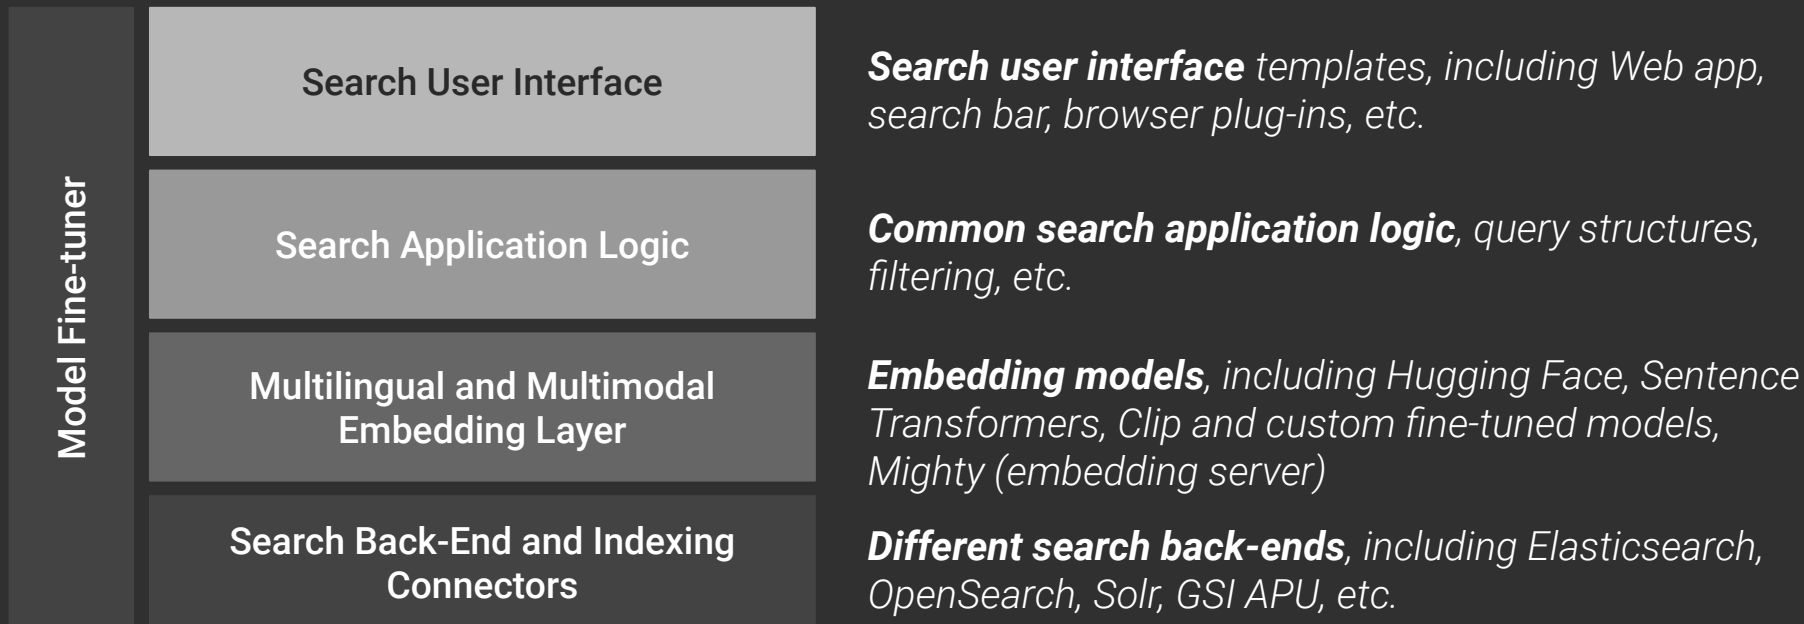 Model Fine-tuner
Search User Interface
Search user interface templates, including Web app,
search bar, browser plug-ins, etc.
Search Application Logic
Common search application logic, query structures,
filtering, etc.
Multilingual and Multimodal
Embedding Layer
Embedding models, including Hugging Face, Sentence
Transformers, Clip and custom fine-tuned models,
Mighty (embedding server)
Search Back-End and Indexing
Connectors
Different search back-ends, including Elasticsearch,
OpenSearch, Solr, GSI APU, etc.